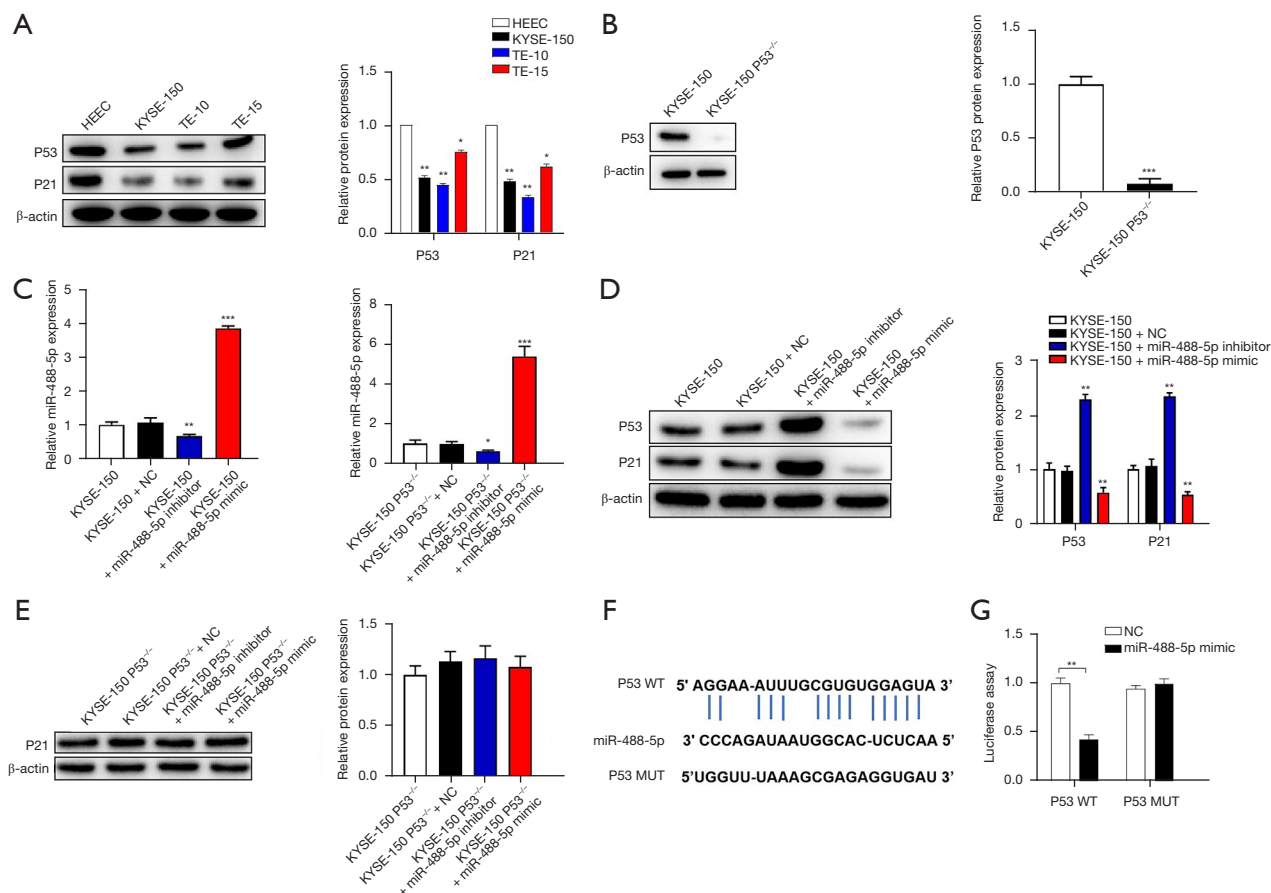 A
HEEC
KYSE-150
TE-10
TE-15
P53
P21
β-actin
HEEC
KYSE-150
TE-10
TE-15
Relative protein expression
1.5
1.0
0.5
0.0
** ** *
** ** *
P53 P21
B
KYSE-150
KYSE-150 P53-/-
P53
β-actin
Relative P53 protein expression
1.5
1.0
0.5
0.0
***
KYSE-150
KYSE-150 P53-/-
C
Relative miR-488-5p expression
5
4
3
2
1
0
**
***
KYSE-150
KYSE-150 + NC
KYSE-150
+ miR-488-5p inhibitor
KYSE-150
+ miR-488-5p mimic
Relative miR-488-5p expression
8
6
4
2
0
*
***
KYSE-150 P53-/-
KYSE-150 P53-/- + NC
KYSE-150 P53-/-
+ miR-488-5p inhibitor
KYSE-150 P53-/-
+ miR-488-5p mimic
D
KYSE-150
KYSE-150 + NC
KYSE-150
+ miR-488-5p inhibitor
KYSE-150
+ miR-488-5p mimic
P53
P21
β-actin
KYSE-150
KYSE-150 + NC
KYSE-150 + miR-488-5p inhibitor
KYSE-150 + miR-488-5p mimic
Relative protein expression
3
2
1
0
** **
** **
P53 P21
E
KYSE-150 P53-/-
KYSE-150 P53-/- + NC
KYSE-150 P53-/-
+ miR-488-5p inhibitor
KYSE-150 P53-/-
+ miR-488-5p mimic
P21
β-actin
Relative protein expression
1.5
1.0
0.5
0.0
KYSE-150 P53-/-
KYSE-150 P53-/- + NC
KYSE-150 P53-/-
+ miR-488-5p inhibitor
KYSE-150 P53-/-
+ miR-488-5p mimic
F
P53 WT 5' AGGAA-AUUUGCGUGUGGAGUA 3'
miR-488-5p 3' CCCAGAUAAUGGCAC-UCUCAA 5'
P53 MUT 5'UGGUU-UAAAGCGAGAGGUGAU 3'
G
NC
miR-488-5p mimic
Luciferase assay
1.5
1.0
0.5
0.0
**
P53 WT P53 MUT